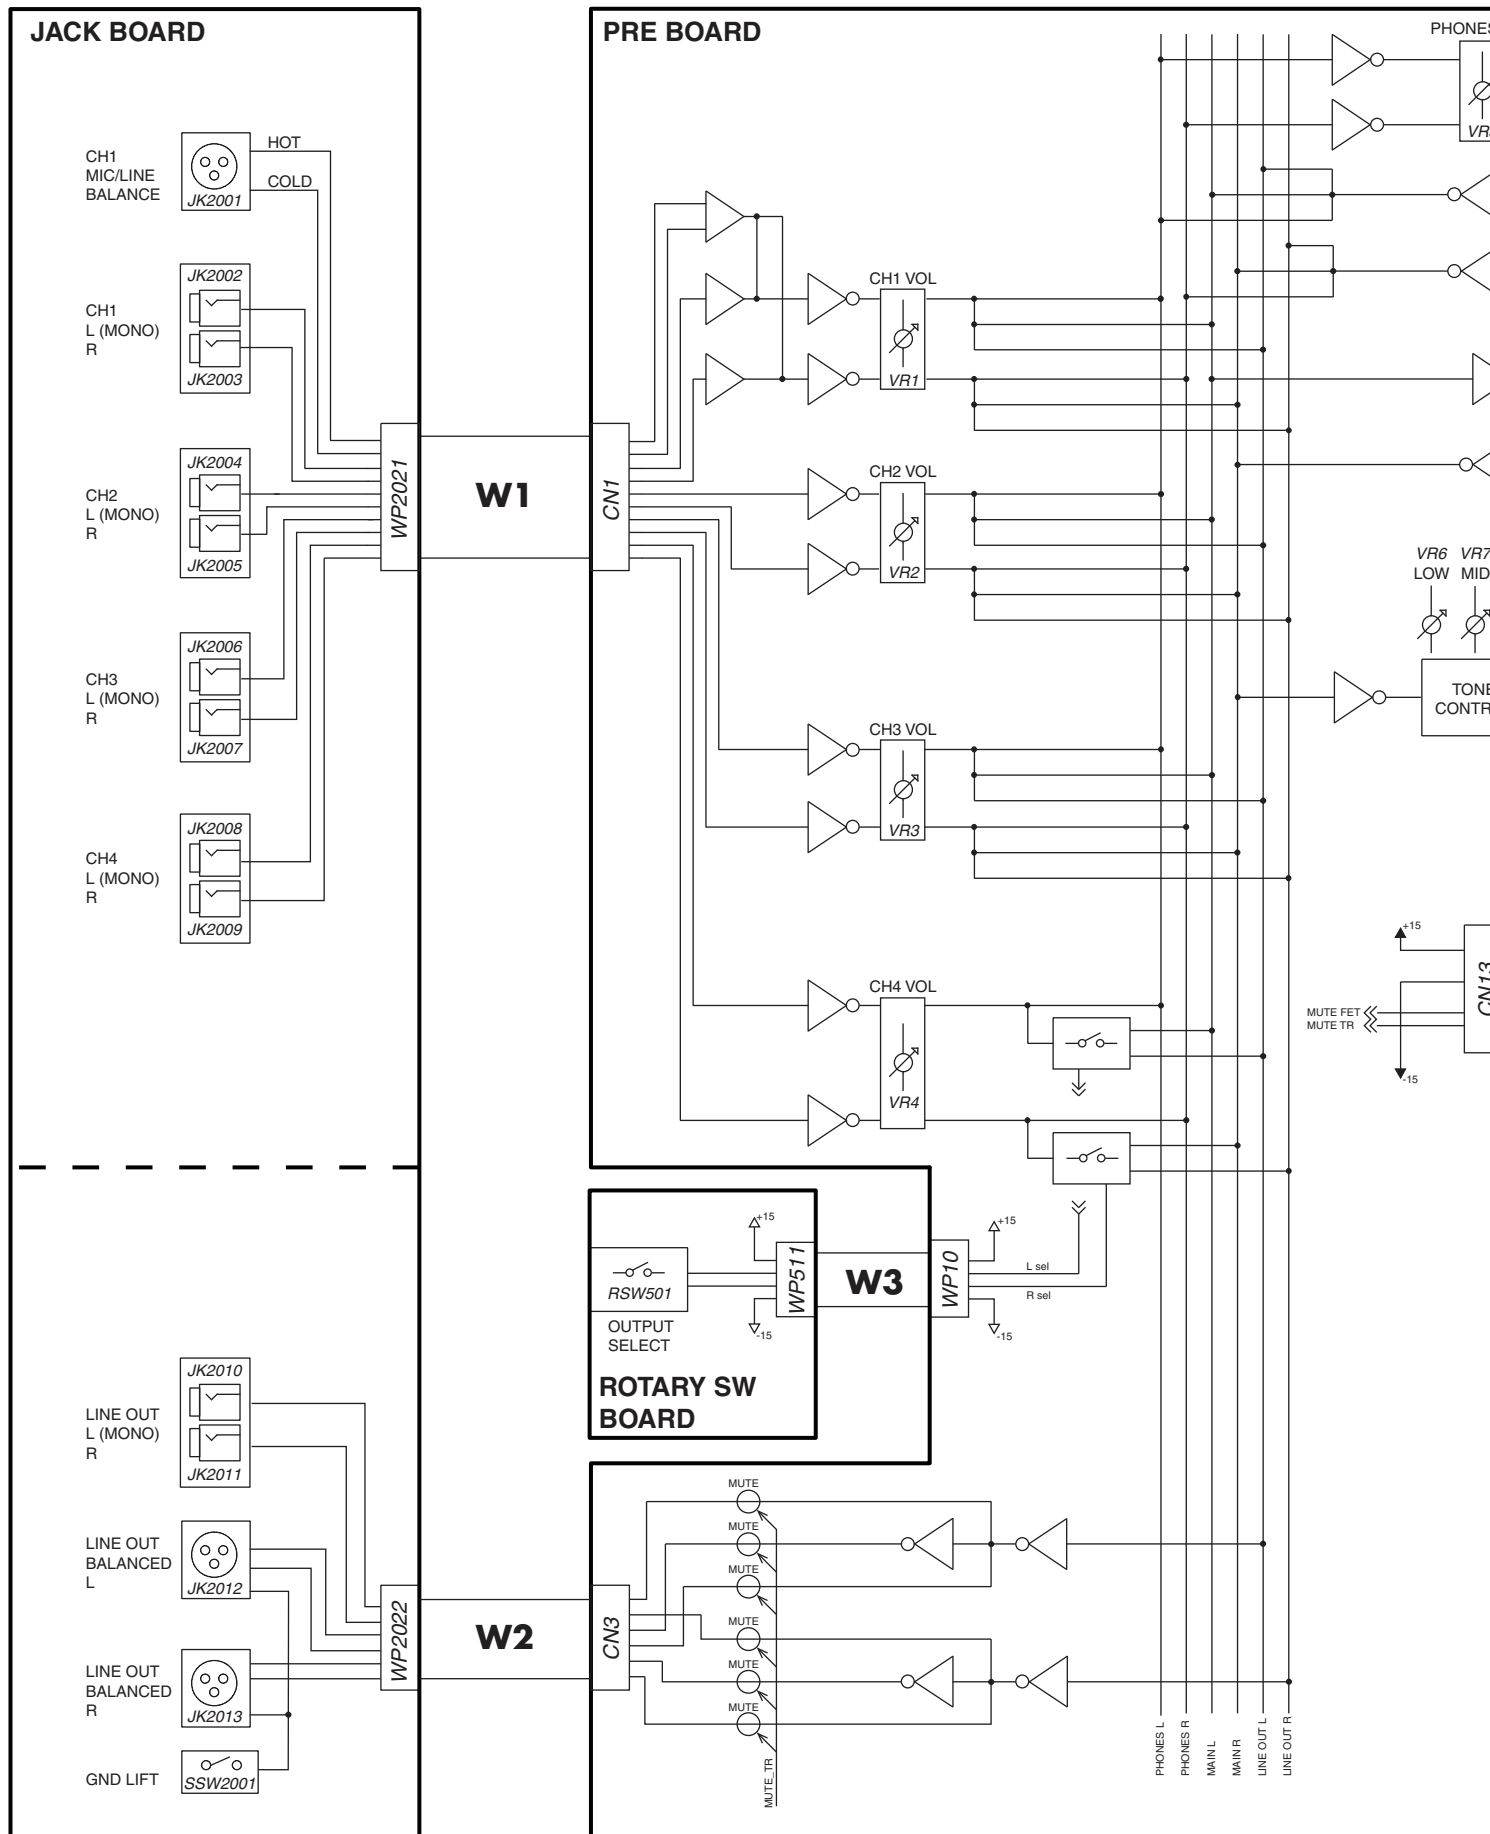 JACK BOARD
CH1
MIC/LINE
BALANCE
HOT
COLD
JK2001
JK2002
CH1
L (MONO)
R
JK2003
JK2004
CH2
L (MONO)
R
JK2005
WP2021
JK2006
CH3
L (MONO)
R
JK2007
JK2008
CH4
L (MONO)
R
JK2009
JK2010
LINE OUT
L (MONO)
R
JK2011
LINE OUT
BALANCED
L
JK2012
LINE OUT
BALANCED
R
JK2013
WP2022
GND LIFT
SSW2001
W1
W2
PRE BOARD
CN1
CH1 VOL
VR1
CH2 VOL
VR2
CH3 VOL
VR3
CH4 VOL
VR4
PHONES
VR6
VR7
LOW
MID
TONE
+15
MUTE FET
MUTE TR
-15
CN13
+15
RSW501
OUTPUT
SELECT
-15
WP511
ROTARY SW
BOARD
W3
WP10
+15
L sel
R sel
-15
CN3
MUTE
MUTE
MUTE
MUTE
MUTE
MUTE
MUTE_TR
PHONES L
PHONES R
MAIN L
MAIN R
LINE OUT L
LINE OUT R